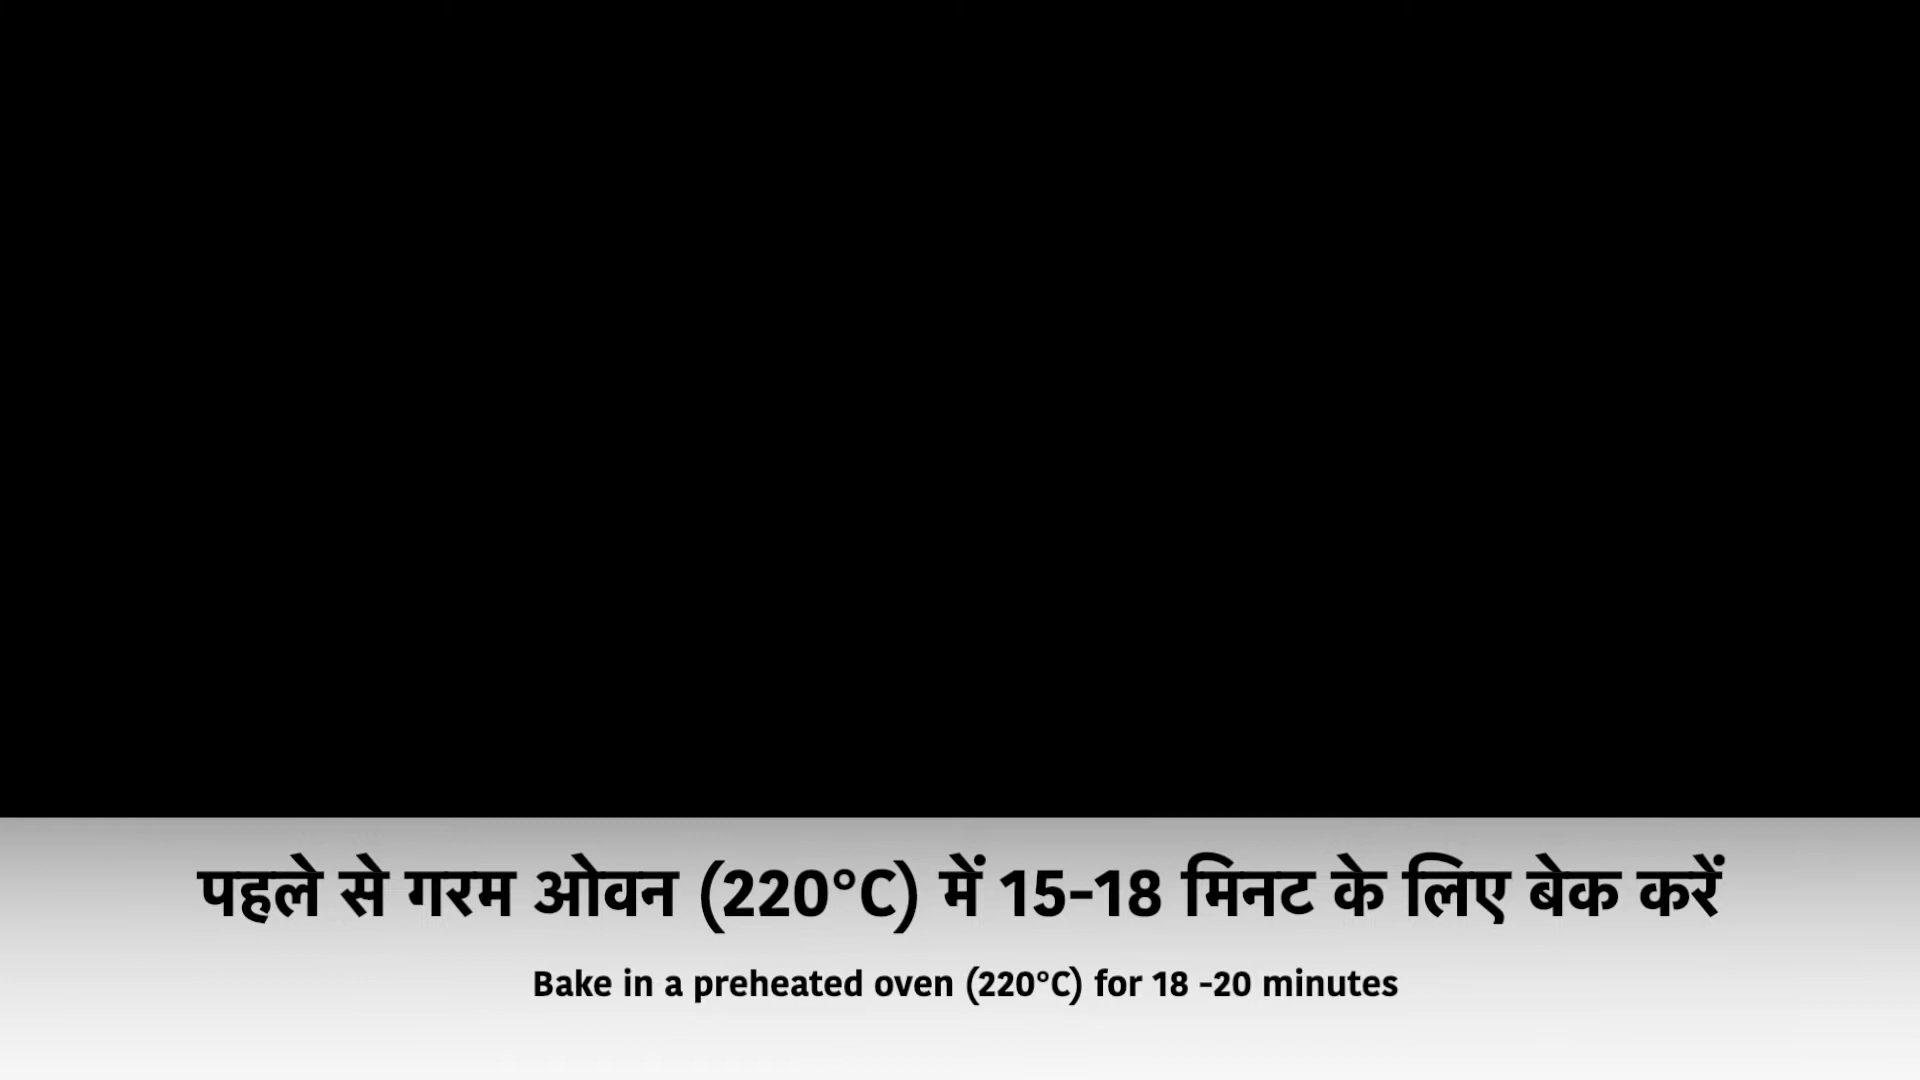 पहले से गरम ओवन (220°C) में 15-18 मिनट के लिए बेक करें
Bake in a preheated oven (220°C) for 18 -20 minutes